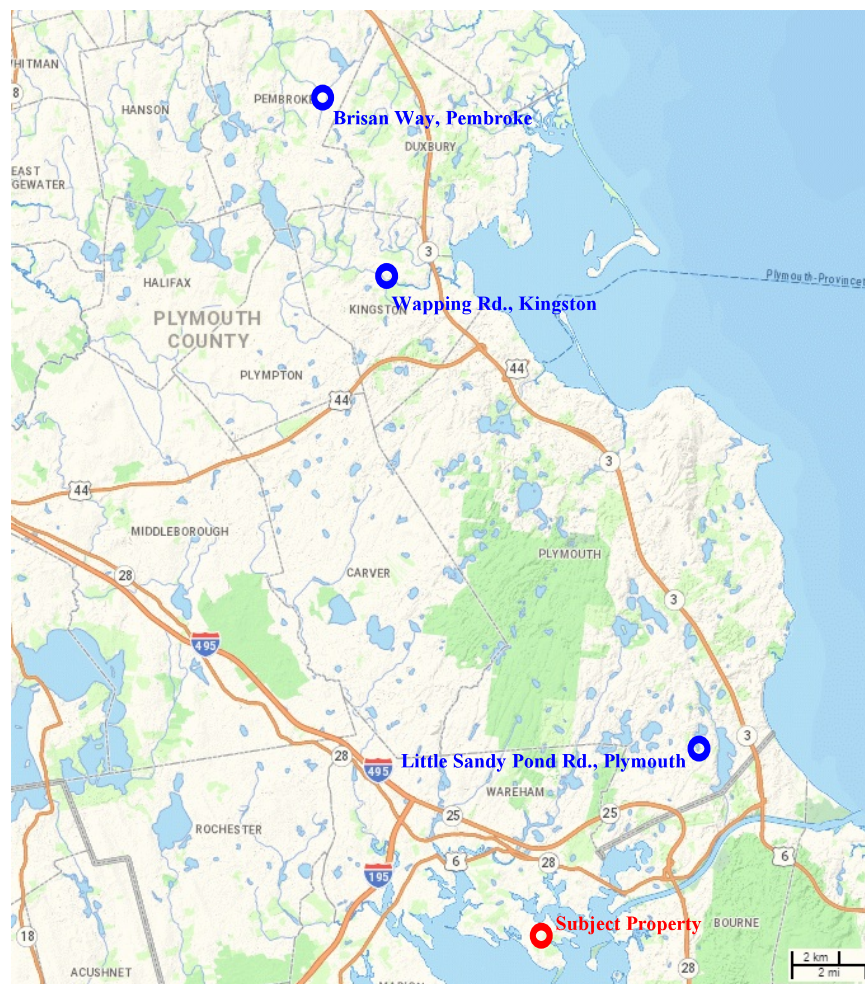 WHITMAN
8
PEMBROKE
HANSON
Brisan Way, Pembroke
DUXBURY
EAST
GEWATER
3
HALIFAX
Plymouth-Provincet
Wapping Rd., Kingston
KINGSTON
PLYMOUTH
COUNTY
44
PLYMPTON
44
3
44
MIDDLEBOROUGH
PLYMOUTH
28
CARVER
3
495
3
28
Little Sandy Pond Rd., Plymouth
495
WAREHAM
25
25
ROCHESTER
6
28
6
195
Subject Property
BOURNE
18
2 km
28
2 mi
ACUSHNET
MARION